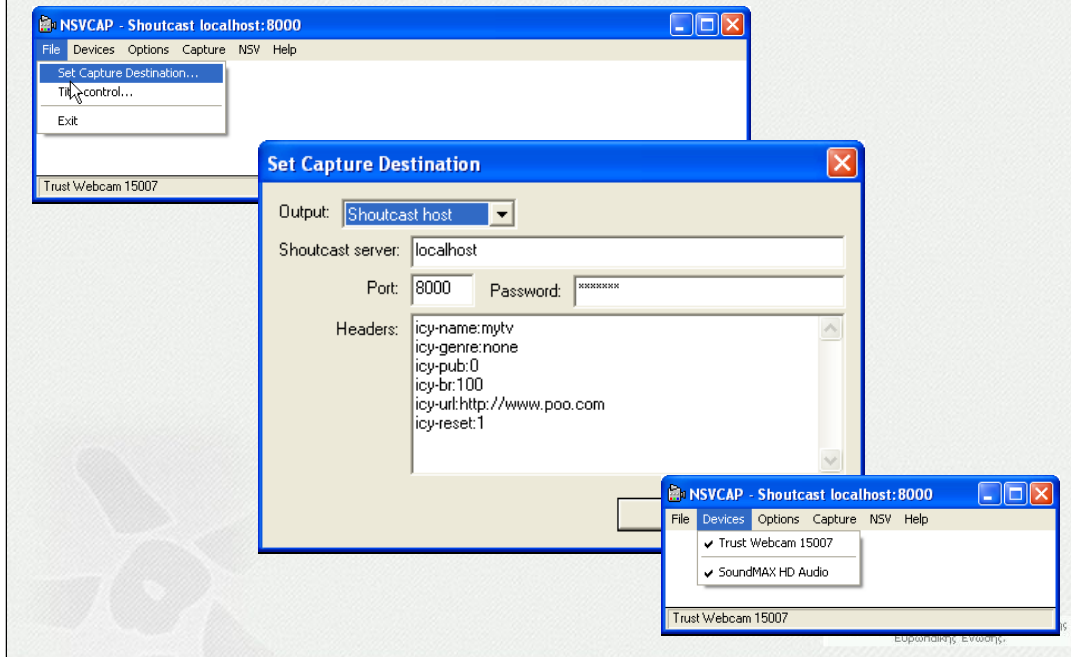 NSVCAP - Shoutcast localhost:8000
File Devices Options Capture NSV Help
Set Capture Destination...
control...
Exit
Trust Webcam 15007
Set Capture Destination
Output: Shoutcast host
Shoutcast server: localhost
Port: 8000 Password: *******
Headers: icy-name:mytv
icy-genre:none
icy-pub:0
icy-br:100
icy-url:http://www.poo.com
icy-reset:1
NSVCAP - Shoutcast localhost:8000
File Devices Options Capture NSV Help
Trust Webcam 15007
SoundMAX HD Audio
Trust Webcam 15007
Ευρωπαϊκής Ένωσης.